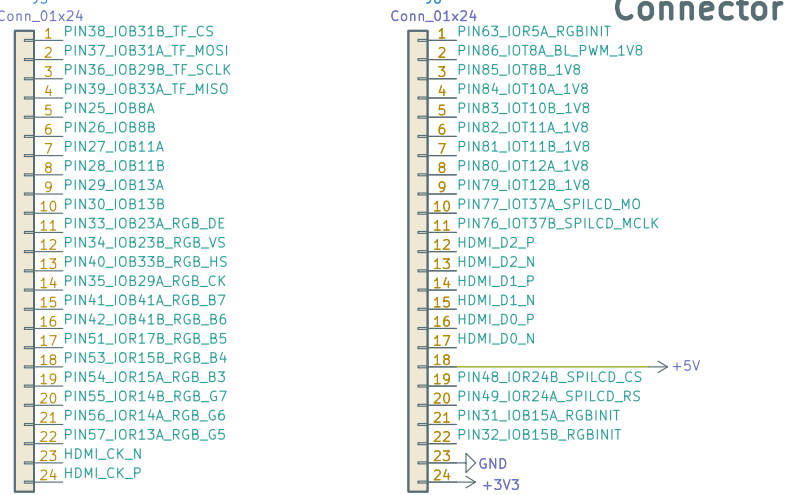 Connector
Conn_01x24
1 PIN38_IOB31B_TF_CS
2 PIN37_IOB31A_TF_MOSI
3 PIN36_IOB29B_TF_SCLK
4 PIN39_IOB33A_TF_MISO
5 PIN25_IOB8A
6 PIN26_IOB8B
7 PIN27_IOB11A
8 PIN28_IOB11B
9 PIN29_IOB13A
10 PIN30_IOB13B
11 PIN33_IOB23A_RGB_DE
12 PIN34_IOB23B_RGB_VS
13 PIN40_IOB33B_RGB_HS
14 PIN35_IOB29A_RGB_CK
15 PIN41_IOB41A_RGB_B7
16 PIN42_IOB41B_RGB_B6
17 PIN51_IOR17B_RGB_B5
18 PIN53_IOR15B_RGB_B4
19 PIN54_IOR15A_RGB_B3
20 PIN55_IOR14B_RGB_G7
21 PIN56_IOR14A_RGB_G6
22 PIN57_IOR13A_RGB_G5
23 HDMI_CK_N
24 HDMI_CK_P
Conn_01x24
1 PIN63_IOR5A_RGBINIT
2 PIN86_IOT8A_BL_PWM_1V8
3 PIN85_IOT8B_1V8
4 PIN84_IOT10A_1V8
5 PIN83_IOT10B_1V8
6 PIN82_IOT11A_1V8
7 PIN81_IOT11B_1V8
8 PIN80_IOT12A_1V8
9 PIN79_IOT12B_1V8
10 PIN77_IOT37A_SPILCD_MO
11 PIN76_IOT37B_SPILCD_MCLK
12 HDMI_D2_P
13 HDMI_D2_N
14 HDMI_D1_P
15 HDMI_D1_N
16 HDMI_D0_P
17 HDMI_D0_N
18 +5V
19 PIN48_IOR24B_SPILCD_CS
20 PIN49_IOR24A_SPILCD_RS
21 PIN31_IOB15A_RGBINIT
22 PIN32_IOB15B_RGBINIT
23 GND
24 +3V3